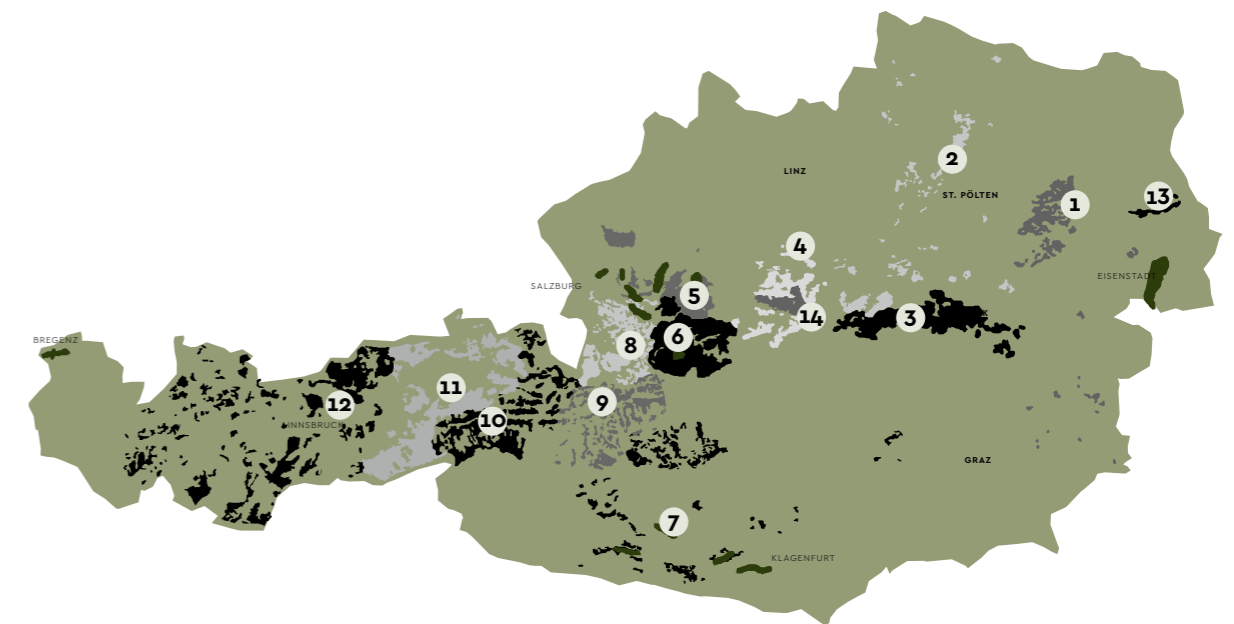 2
LINZ
ST. PÖLTEN
13
1
4
EISENSTADT
SALZBURG
5
14
3
6
BREGENZ
8
11
9
12
10
INNSBRUCK
GRAZ
7
KLAGENFURT